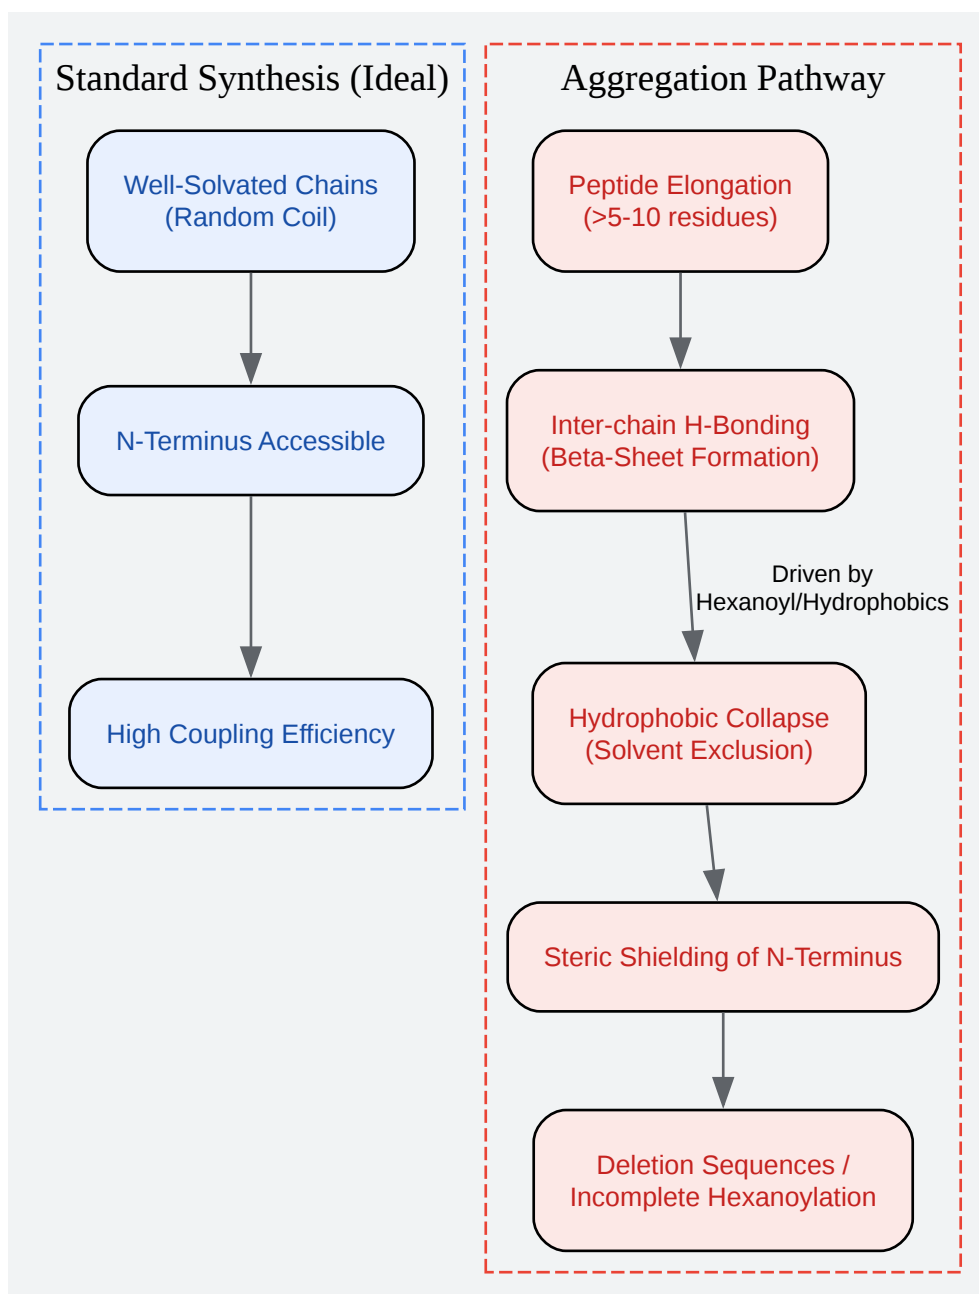 Standard Synthesis (Ideal)
Well-Solvated Chains
(Random Coil)
N-Terminus Accessible
High Coupling Efficiency
Aggregation Pathway
Peptide Elongation
(>5-10 residues)
Inter-chain H-Bonding
(Beta-Sheet Formation)
Driven by
Hexanoyl/Hydrophobics
Hydrophobic Collapse
(Solvent Exclusion)
Steric Shielding of N-Terminus
Deletion Sequences /
Incomplete Hexanoylation